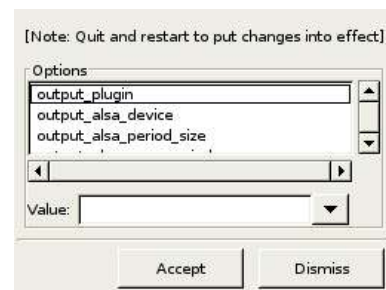 [Note: Quit and restart to put changes into effect]
Options
output_plugin
output_alsa_device
output_alsa_period_size
Value:
Accept
Dismiss